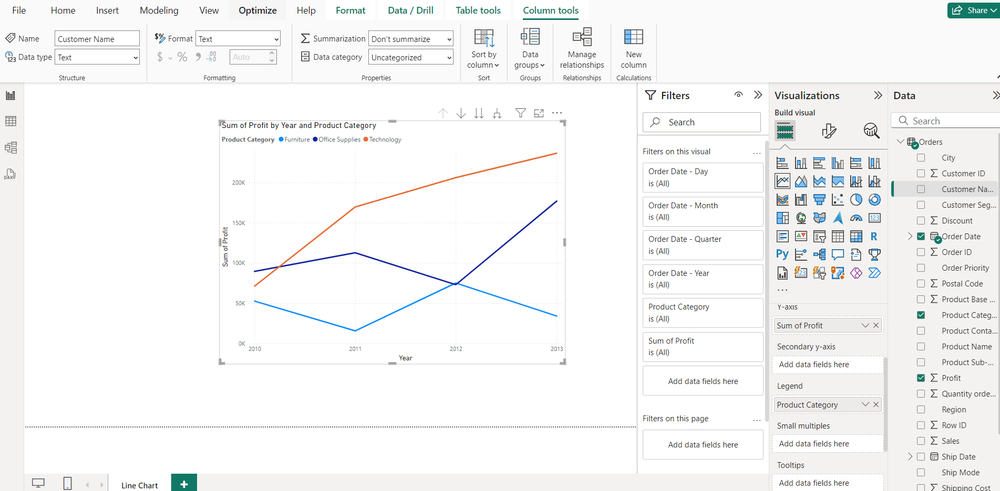 File Home Insert Modeling View Optimize Help Format Data / Drill Table tools Column tools Share
Name Customer Name
Data type Text
Structure
$% Format Text
$ % , .00 Auto
Formatting
Summarization Don't summarize
Data category Uncategorized
Properties
Sort by
column
Sort
Data
groups
Groups
Manage
relationships
Relationships
New
column
Calculations
DAX
Sum of Profit by Year and Product Category
Product Category Furniture Office Supplies Technology
200K
150K
100K
50K
0K
Sum of Profit
2010 2011 2012 2013
Year
Filters
Search
Filters on this visual ...
Order Date - Day
is (All)
Order Date - Month
is (All)
Order Date - Quarter
is (All)
Order Date - Year
is (All)
Product Category
is (All)
Sum of Profit
is (All)
Add data fields here
Filters on this page ...
Add data fields here
Visualizations
Build visual
123
R
Py
123
...
Y-axis
Sum of Profit
Secondary y-axis
Add data fields here
Legend
Product Category
Small multiples
Add data fields here
Tooltips
Add data fields here
Data
Search
Orders
City
Customer ID
Customer Na...
Customer Seg...
Discount
Order Date
Order ID
Order Priority
Postal Code
Product Base ...
Product Categ...
Product Conta...
Product Name
Product Sub-...
Profit
Quantity orde...
Region
Row ID
Sales
Ship Date
Ship Mode
Shipping Cost
Line Chart +